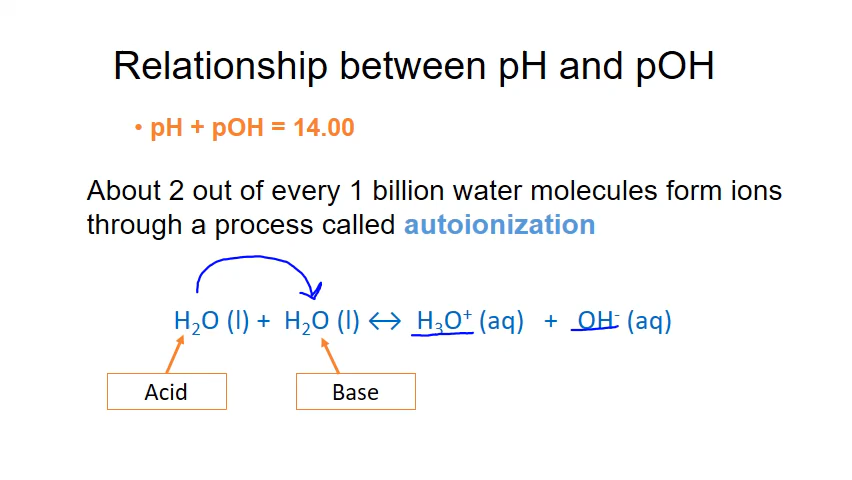 Relationship between pH and pOH
• pH + pOH = 14.00
About 2 out of every 1 billion water molecules form ions
through a process called autoionization
H₂O (l) + H₂O (l) ↔ H₃O⁺ (aq) + OH⁻ (aq)
Acid Base